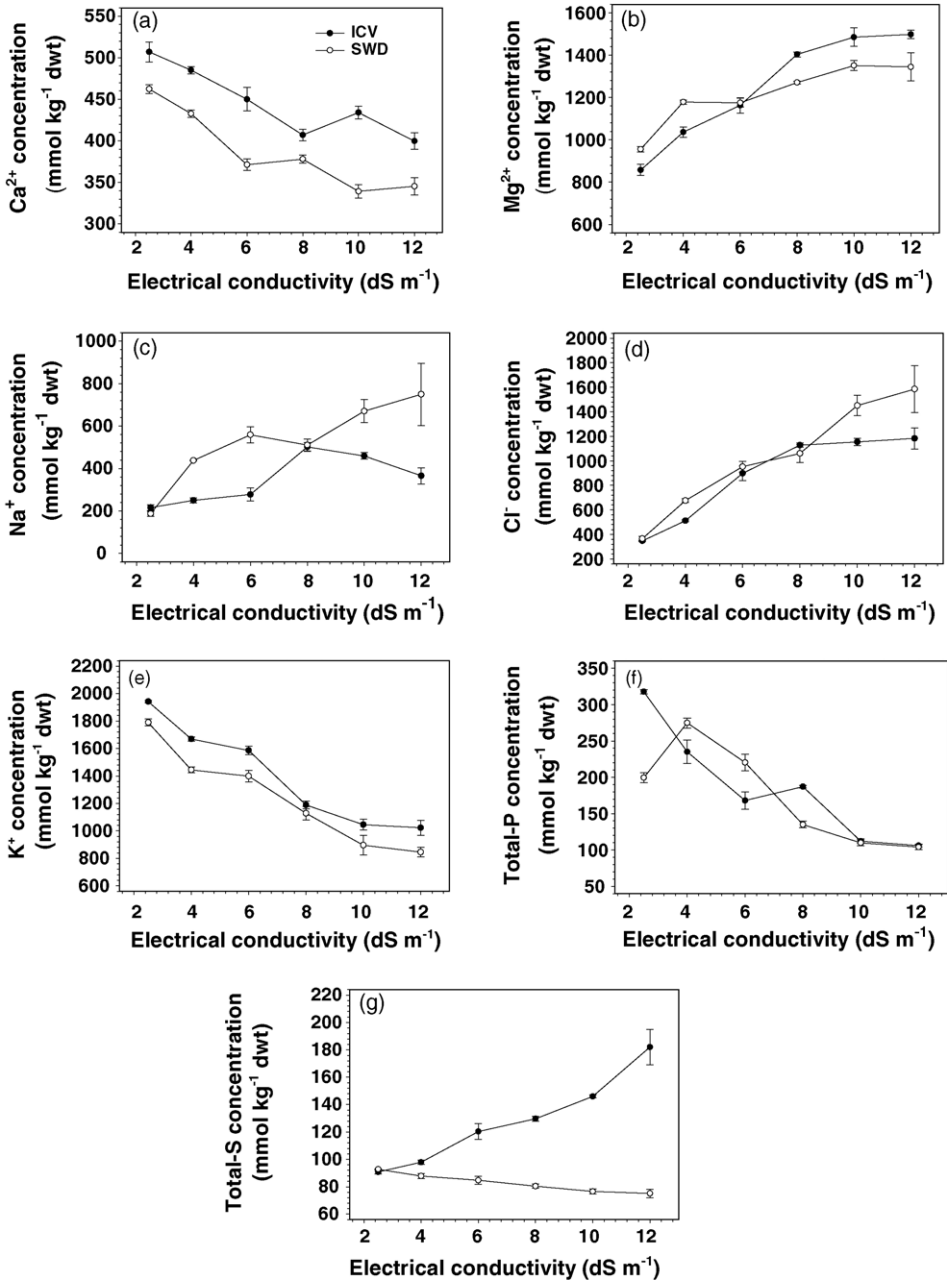 (a)
ICV
SWD
Ca²⁺ concentration
(mmol kg⁻¹ dwt)
500
450
400
350
300
2 4 6 8 10 12
Electrical conductivity (dS m⁻¹)
(b)
Mg²⁺ concentration
(mmol kg⁻¹ dwt)
1600
1400
1200
1000
800
600
2 4 6 8 10 12
Electrical conductivity (dS m⁻¹)
(c)
Na⁺ concentration
(mmol kg⁻¹ dwt)
1000
800
600
400
200
0
2 4 6 8 10 12
Electrical conductivity (dS m⁻¹)
(d)
Cl⁻ concentration
(mmol kg⁻¹ dwt)
2000
1800
1600
1400
1200
1000
800
600
400
200
2 4 6 8 10 12
Electrical conductivity (dS m⁻¹)
(e)
K⁺ concentration
(mmol kg⁻¹ dwt)
2200
2000
1800
1600
1400
1200
1000
800
600
2 4 6 8 10 12
Electrical conductivity (dS m⁻¹)
(f)
Total-P concentration
(mmol kg⁻¹ dwt)
350
300
250
200
150
100
50
2 4 6 8 10 12
Electrical conductivity (dS m⁻¹)
(g)
Total-S concentration
(mmol kg⁻¹ dwt)
220
200
180
160
140
120
100
80
60
2 4 6 8 10 12
Electrical conductivity (dS m⁻¹)